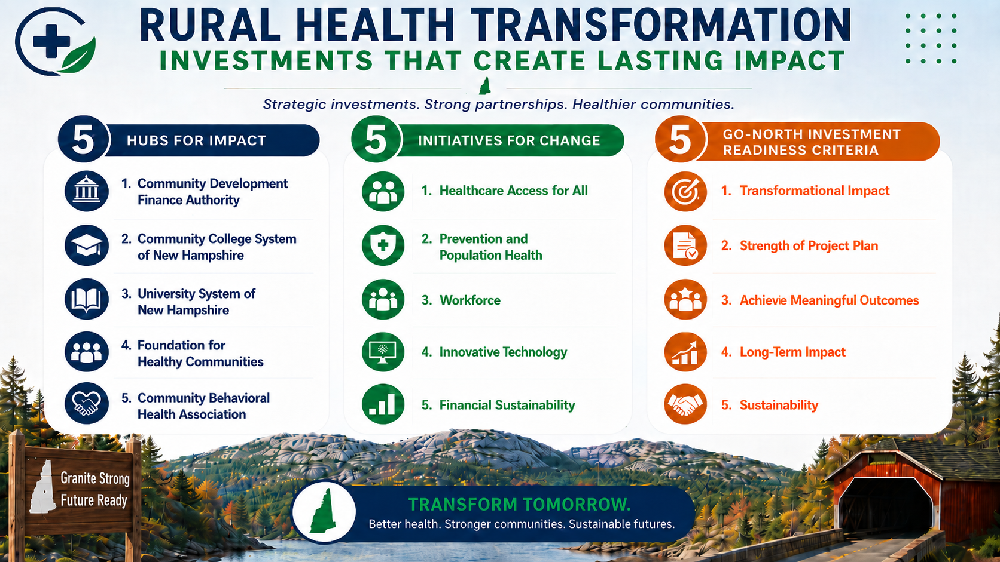 RURAL HEALTH TRANSFORMATION
INVESTMENTS THAT CREATE LASTING IMPACT
Strategic investments. Strong partnerships. Healthier communities.
5 HUBS FOR IMPACT
1. Community Development
Finance Authority
2. Community College System
of New Hampshire
3. University System of
New Hampshire
4. Foundation for
Healthy Communities
5. Community Behavioral
Health Association
5 INITIATIVES FOR CHANGE
1. Healthcare Access for All
2. Prevention and
Population Health
3. Workforce
4. Innovative Technology
5. Financial Sustainability
5 GO-NORTH INVESTMENT
READINESS CRITERIA
1. Transformational Impact
2. Strength of Project Plan
3. Achievie Meaningful Outcomes
4. Long-Term Impact
5. Sustainability
Granite Strong
Future Ready
TRANSFORM TOMORROW.
Better health. Stronger communities. Sustainable futures.